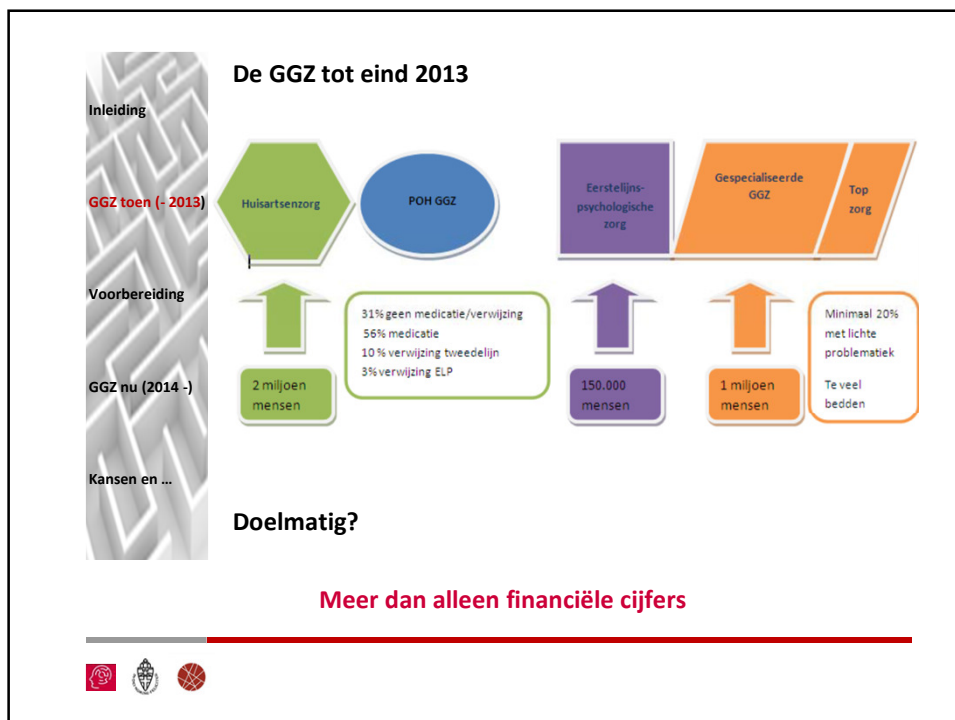 De GGZ tot eind 2013
Inleiding
GGZ toen (- 2013)
Voorbereiding
GGZ nu (2014 -)
Kansen en …
Huisartsenzorg
POH GGZ
Eerstelijns-
psychologische
zorg
Gespecialiseerde
GGZ
Top
zorg
2 miljoen
mensen
31% geen medicatie/verwijzing
56% medicatie
10 % verwijzing tweedelijn
3% verwijzing ELP
150.000
mensen
1 miljoen
mensen
Minimaal 20%
met lichte
problematiek
Te veel
bedden
Doelmatig?
Meer dan alleen financiële cijfers